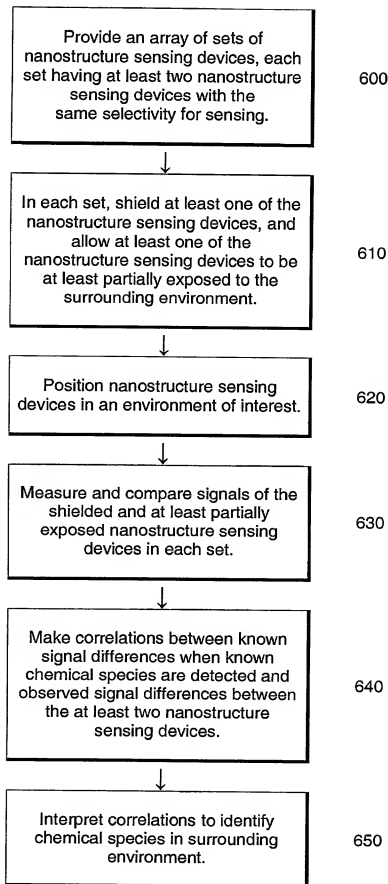 Provide an array of sets of
nanostructure sensing devices, each
set having at least two nanostructure
sensing devices with the
same selectivity for sensing.
600
↓
In each set, shield at least one of the
nanostructure sensing devices, and
allow at least one of the
nanostructure sensing devices to be
at least partially exposed to the
surrounding environment.
610
↓
Position nanostructure sensing
devices in an environment of interest.
620
↓
Measure and compare signals of the
shielded and at least partially
exposed nanostructure sensing
devices in each set.
630
↓
Make correlations between known
signal differences when known
chemical species are detected and
observed signal differences between
the at least two nanostructure
sensing devices.
640
↓
Interpret correlations to identify
chemical species in surrounding
environment.
650